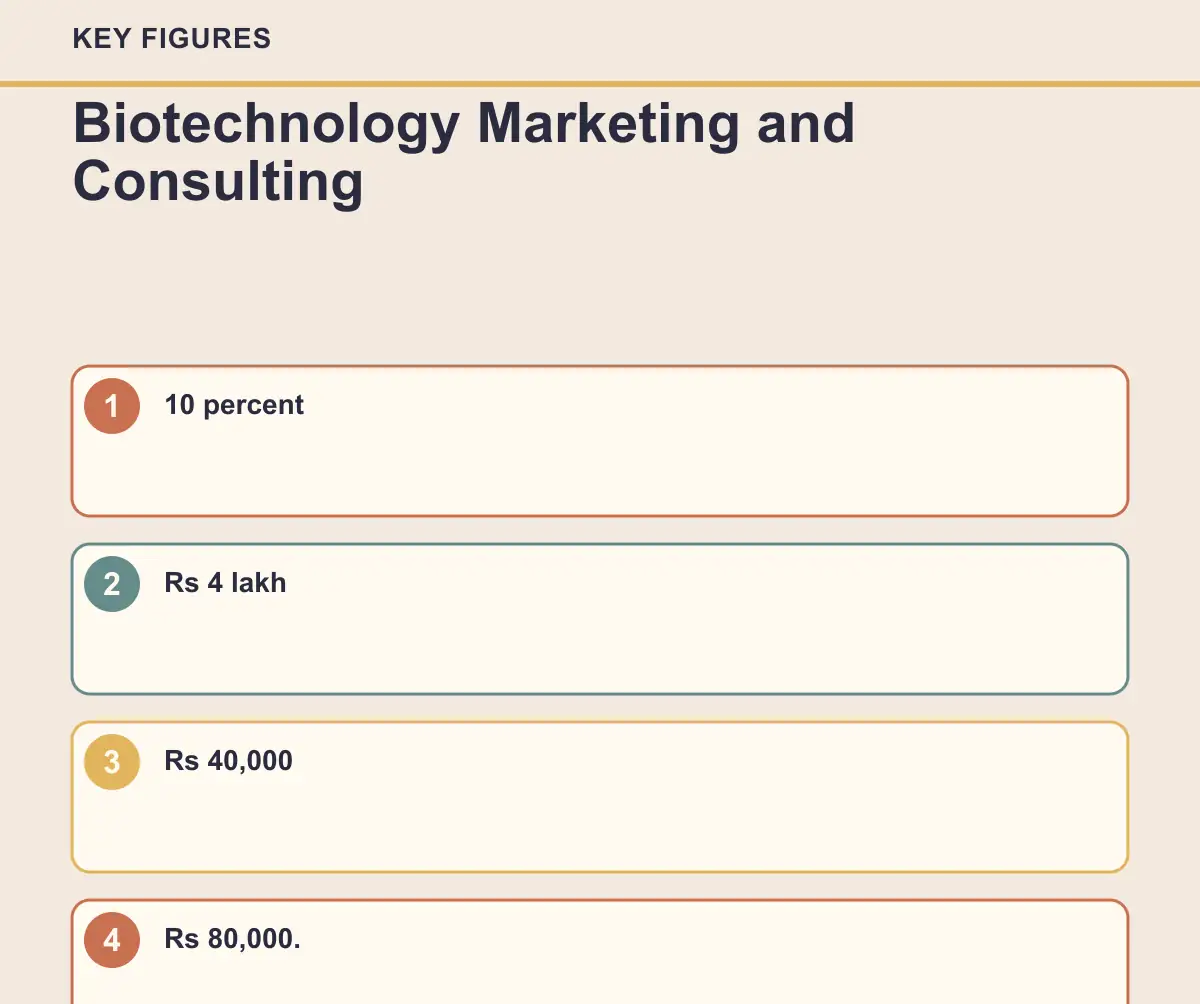 KEY FIGURES
Biotechnology Marketing and
Consulting
1 10 percent
2 Rs 4 lakh
3 Rs 40,000
4 Rs 80,000.